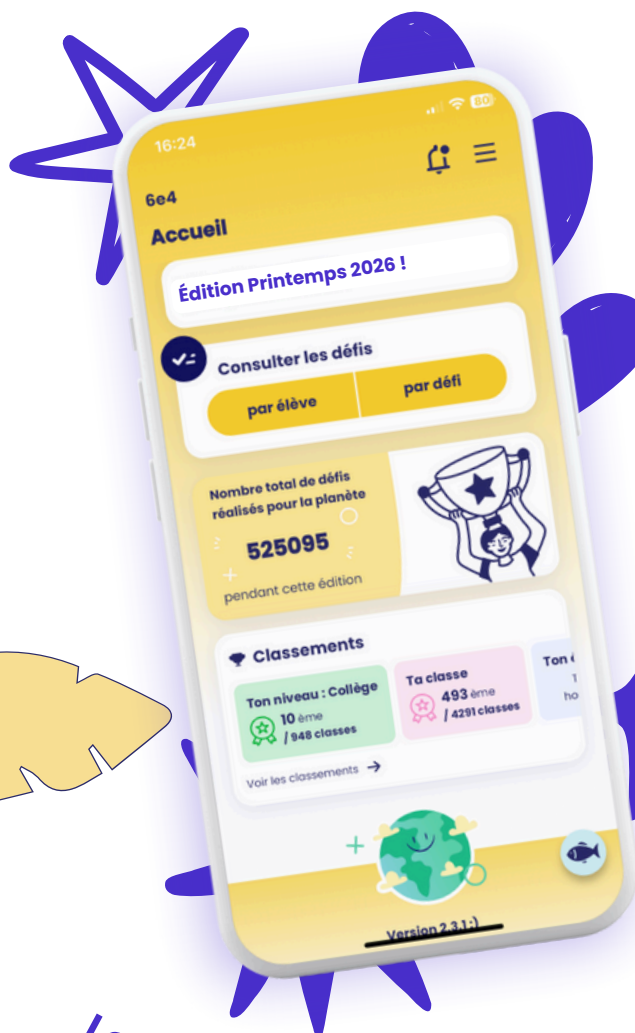 16:24
80
6e4
Accueil
Édition Printemps 2026 !
Consulter les défis
par élève
par défi
Nombre total de défis
réalisés pour la planète
525095
pendant cette édition
Classements
Ton niveau : Collège
10 ème
/ 948 classes
Ta classe
493 ème
/ 4291 classes
Ton
1
ho
Voir les classements
Version 2.3.1 :)